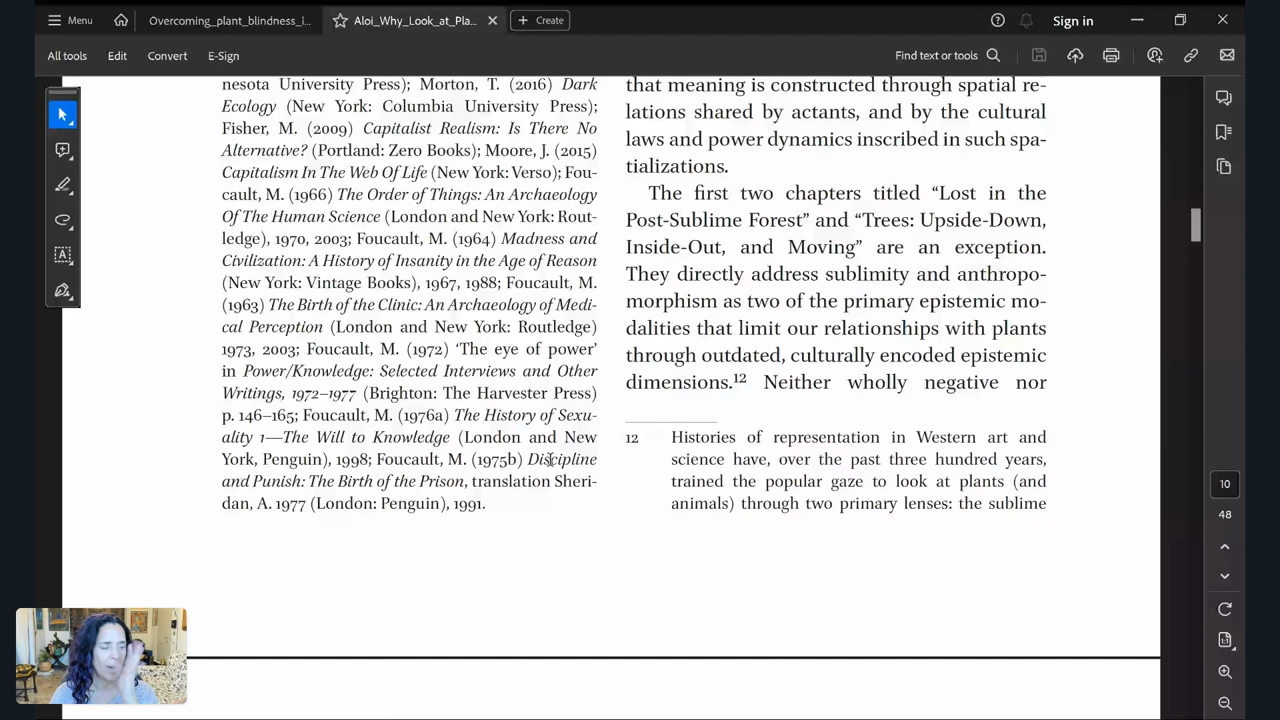 Menu
Overcoming_plant_blindness_i...
Aloi_Why_Look_at_Pla...
Create
Sign in
All tools
Edit
Convert
E-Sign
Find text or tools
nesota University Press); Morton, T. (2016) Dark
Ecology (New York: Columbia University Press);
Fisher, M. (2009) Capitalist Realism: Is There No
Alternative? (Portland: Zero Books); Moore, J. (2015)
Capitalism In The Web Of Life (New York: Verso); Fou-
cault, M. (1966) The Order of Things: An Archaeology
Of The Human Science (London and New York: Rout-
ledge), 1970, 2003; Foucault, M. (1964) Madness and
Civilization: A History of Insanity in the Age of Reason
(New York: Vintage Books), 1967, 1988; Foucault, M.
(1963) The Birth of the Clinic: An Archaeology of Medi-
cal Perception (London and New York: Routledge)
1973, 2003; Foucault, M. (1972) ‘The eye of power’
in Power/Knowledge: Selected Interviews and Other
Writings, 1972–1977 (Brighton: The Harvester Press)
p. 146–165; Foucault, M. (1976a) The History of Sexu-
ality 1—The Will to Knowledge (London and New
York, Penguin), 1998; Foucault, M. (1975b) Discipline
and Punish: The Birth of the Prison, translation Sheri-
dan, A. 1977 (London: Penguin), 1991.
that meaning is constructed through spatial re-
lations shared by actants, and by the cultural
laws and power dynamics inscribed in such spa-
tializations.
The first two chapters titled “Lost in the
Post-Sublime Forest” and “Trees: Upside-Down,
Inside-Out, and Moving” are an exception.
They directly address sublimity and anthropo-
morphism as two of the primary epistemic mo-
dalities that limit our relationships with plants
through outdated, culturally encoded epistemic
dimensions.12 Neither wholly negative nor
12 Histories of representation in Western art and
science have, over the past three hundred years,
trained the popular gaze to look at plants (and
animals) through two primary lenses: the sublime
10
48
1:1